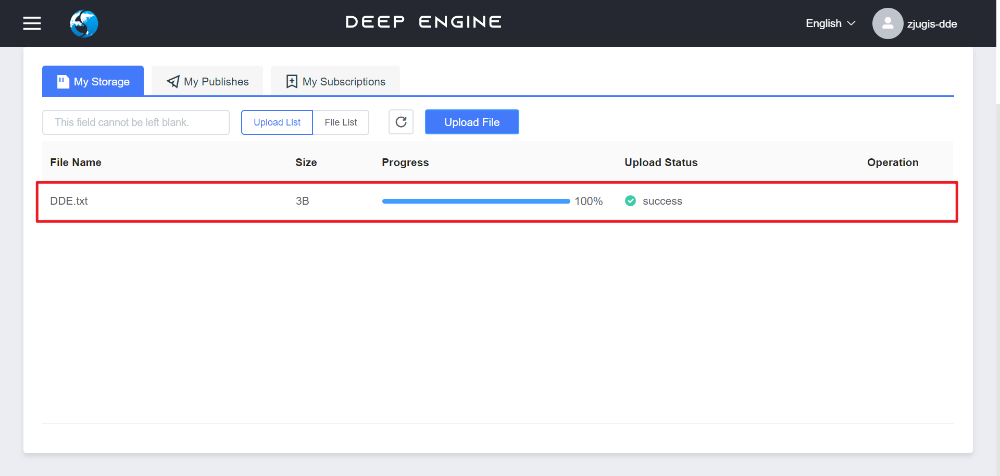 DEEP ENGINE
English
zjugis-dde
My Storage
My Publishes
My Subscriptions
This field cannot be left blank.
Upload List
File List
Upload File
File Name Size Progress Upload Status Operation
DDE.txt 3B 100% success